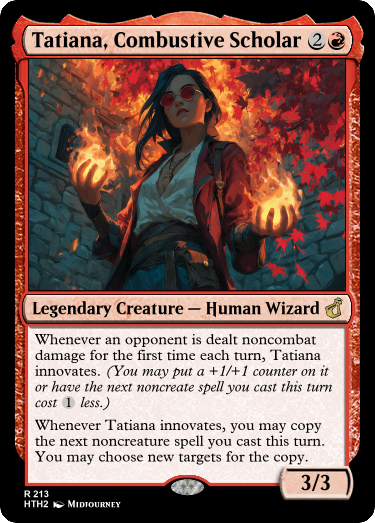 Tatiana, Combustive Scholar 2
Legendary Creature — Human Wizard
Whenever an opponent is dealt noncombat
damage for the first time each turn, Tatiana
innovates. (You may put a +1/+1 counter on it
or have the next noncreate spell you cast this turn
cost 1 less.)
Whenever Tatiana innovates, you may copy
the next noncreature spell you cast this turn.
You may choose new targets for the copy.
3/3
R 213
HTH2 Midjourney